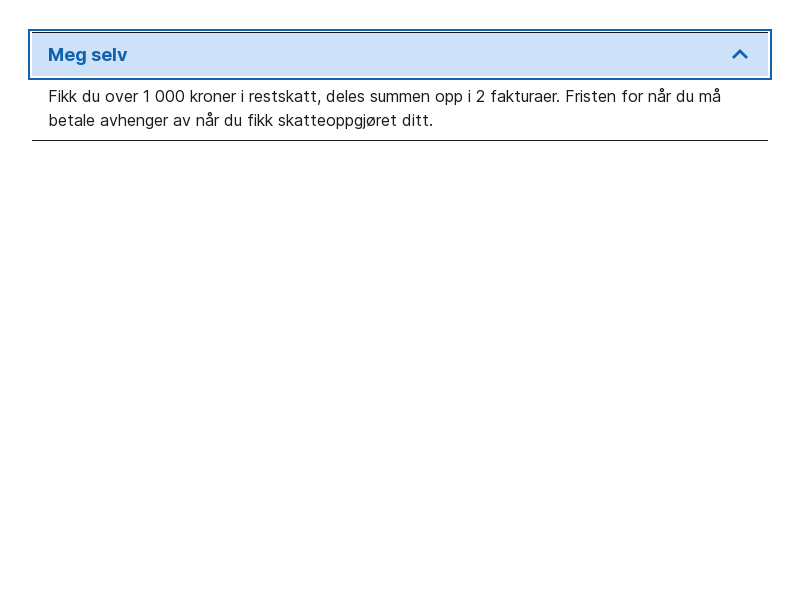 Meg selv
Fikk du over 1 000 kroner i restskatt, deles summen opp i 2 fakturaer. Fristen for når du må
betale avhenger av når du fikk skatteoppgjøret ditt.